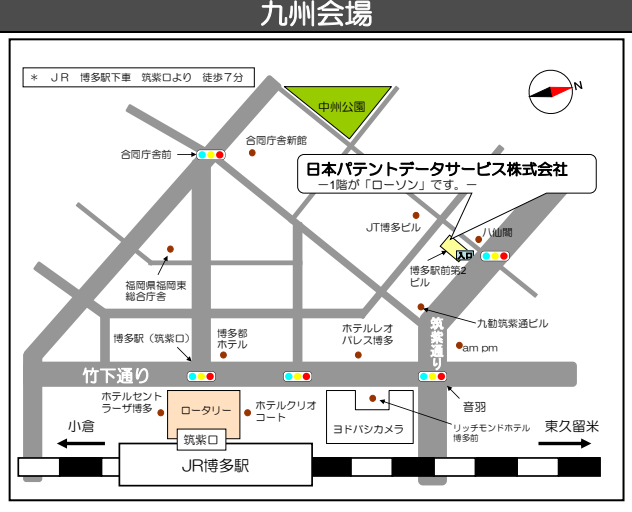 九州会場
＊ ＪＲ 博多駅下車 筑紫口より 徒歩７分
中州公園
N
合同庁舎前
合同庁舎新館
日本パテントデータサービス株式会社
－1階が「ローソン」です。－
JT博多ビル
八仙閣
入口
博多駅前第2
ビル
福岡県福岡東
総合庁舎
九勧筑紫通ビル
筑紫通り
am pm
博多駅（筑紫口）
博多都
ホテル
ホテルレオ
パレス博多
竹下通り
ホテルセント
ラーザ博多
ロータリー
ホテルクリオ
コート
ヨドバシカメラ
リッチモンドホテル
博多前
音羽
小倉
東久留米
筑紫口
JR博多駅